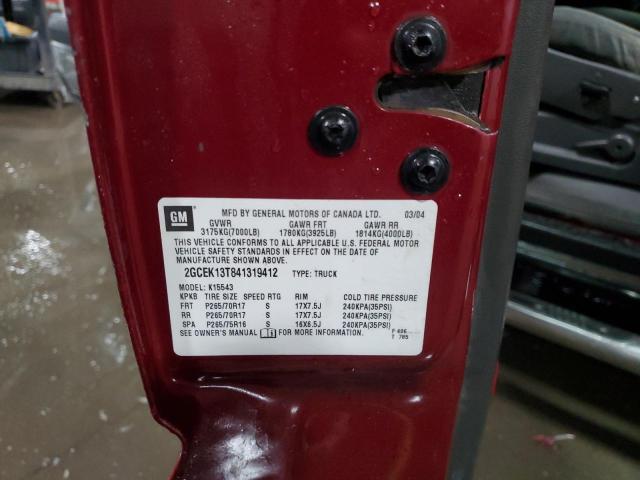 GM
MFD BY GENERAL MOTORS OF CANADA LTD. 03/04
GVWR GAWR FRT GAWR RR
3175KG(7000LB) 1780KG(3925LB) 1814KG(4000LB)
THIS VEHICLE CONFORMS TO ALL APPLICABLE U.S. FEDERAL MOTOR
VEHICLE SAFETY STANDARDS IN EFFECT ON THE DATE OF
MANUFACTURE SHOWN ABOVE.
2GCEK13T841319412 TYPE: TRUCK
MODEL: K15543
KPKB TIRE SIZE SPEED RTG RIM COLD TIRE PRESSURE
FRT P265/70R17 S 17X7.5J 240KPA(35PSI)
RR P265/70R17 S 17X7.5J 240KPA(35PSI)
SPA P265/75R16 S 16X6.5J 240KPA(35PSI)
SEE OWNER'S MANUAL FOR MORE INFORMATION. F 606
T 785